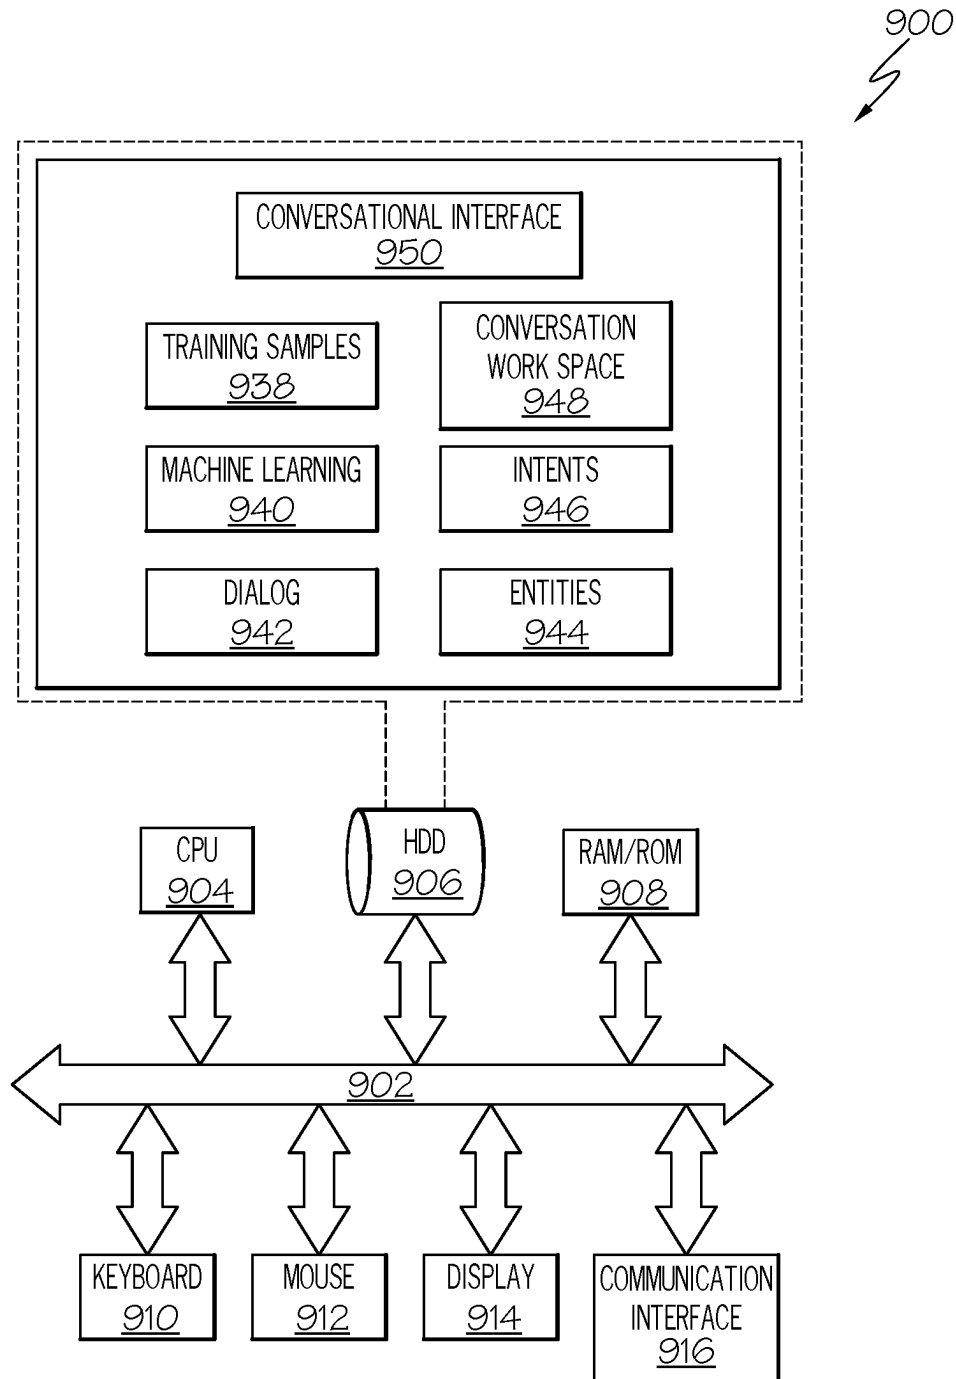 900
CONVERSATIONAL INTERFACE
950
TRAINING SAMPLES
938
CONVERSATION
WORK SPACE
948
MACHINE LEARNING
940
INTENTS
946
DIALOG
942
ENTITIES
944
CPU
904
HDD
906
RAM/ROM
908
902
KEYBOARD
910
MOUSE
912
DISPLAY
914
COMMUNICATION
INTERFACE
916